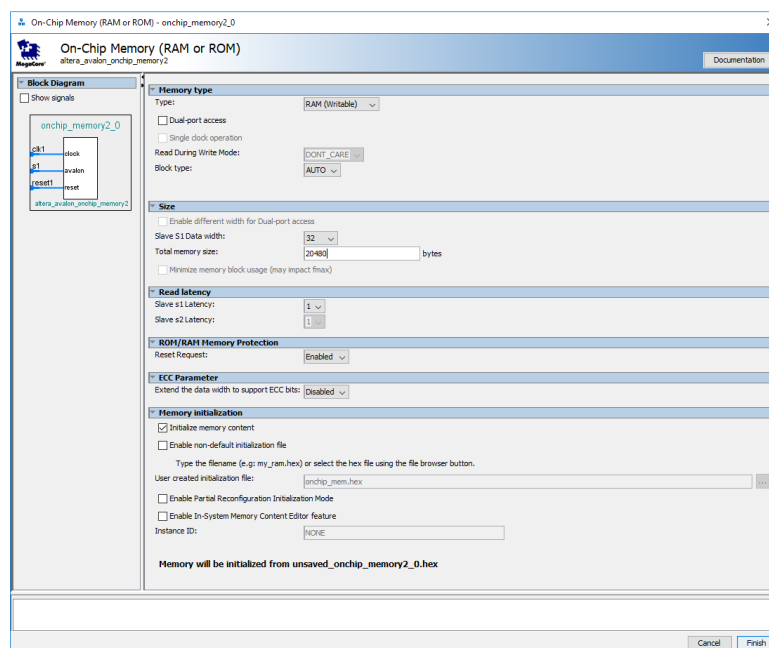 On-Chip Memory (RAM or ROM) - onchip_memory2_0
On-Chip Memory (RAM or ROM)
altera_avalon_onchip_memory2
MegaCore®
Documentation
Block Diagram
Show signals
onchip_memory2_0
clk1
clock
s1
avalon
reset1
reset
altera_avalon_onchip_memory2
Memory type
Type: RAM (Writable)
Dual-port access
Single clock operation
Read During Write Mode: DONT_CARE
Block type: AUTO
Size
Enable different width for Dual-port access
Slave S1 Data width: 32
Total memory size: 20480 bytes
Minimize memory block usage (may impact fmax)
Read latency
Slave s1 Latency: 1
Slave s2 Latency: 1
ROM/RAM Memory Protection
Reset Request: Enabled
ECC Parameter
Extend the data width to support ECC bits: Disabled
Memory initialization
Initialize memory content
Enable non-default initialization file
Type the filename (e.g: my_ram.hex) or select the hex file using the file browser button.
User created initialization file: onchip_mem.hex ...
Enable Partial Reconfiguration Initialization Mode
Enable In-System Memory Content Editor feature
Instance ID: NONE
Memory will be initialized from unsaved_onchip_memory2_0.hex
Cancel Finish